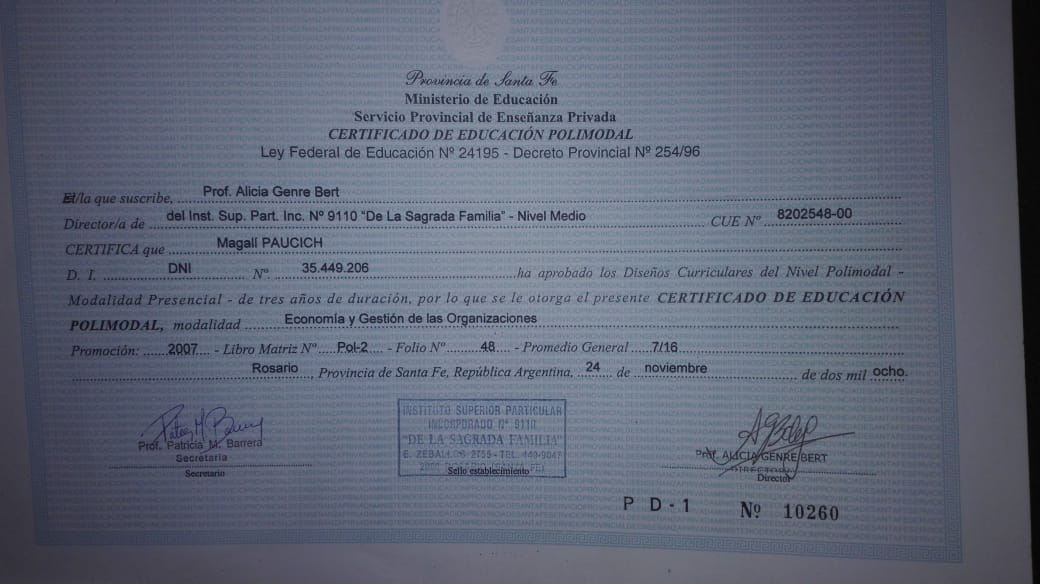 Provincia de Santa Fe
Ministerio de Educación
Servicio Provincial de Enseñanza Privada
CERTIFICADO DE EDUCACIÓN POLIMODAL
Ley Federal de Educación Nº 24195 - Decreto Provincial Nº 254/96
El/la que suscribe, Prof. Alicia Genre Bert
Director/a de del Inst. Sup. Part. Inc. Nº 9110 "De La Sagrada Familia" - Nivel Medio CUE Nº 8202548-00
CERTIFICA que Magalí PAUCICH
D. I. DNI Nº 35.449.206 ha aprobado los Diseños Curriculares del Nivel Polimodal -
Modalidad Presencial - de tres años de duración, por lo que se le otorga el presente CERTIFICADO DE EDUCACIÓN
POLIMODAL, modalidad Economía y Gestión de las Organizaciones
Promoción: 2007 - Libro Matriz Nº Pol-2 - Folio Nº 48 - Promedio General 7/16
Rosario, Provincia de Santa Fe, República Argentina, 24 de noviembre de dos mil ocho.
Prof. Patricia M. Barrera
Secretaria
Secretario
INSTITUTO SUPERIOR PARTICULAR
INCORPORADO Nº 9110
"DE LA SAGRADA FAMILIA"
E. ZEBALLOS 2755 - TEL. 449-9047
Sello establecimiento
Prof. ALICIA GENRE BERT
DIRECTORA
Director
P D - 1 Nº 10260